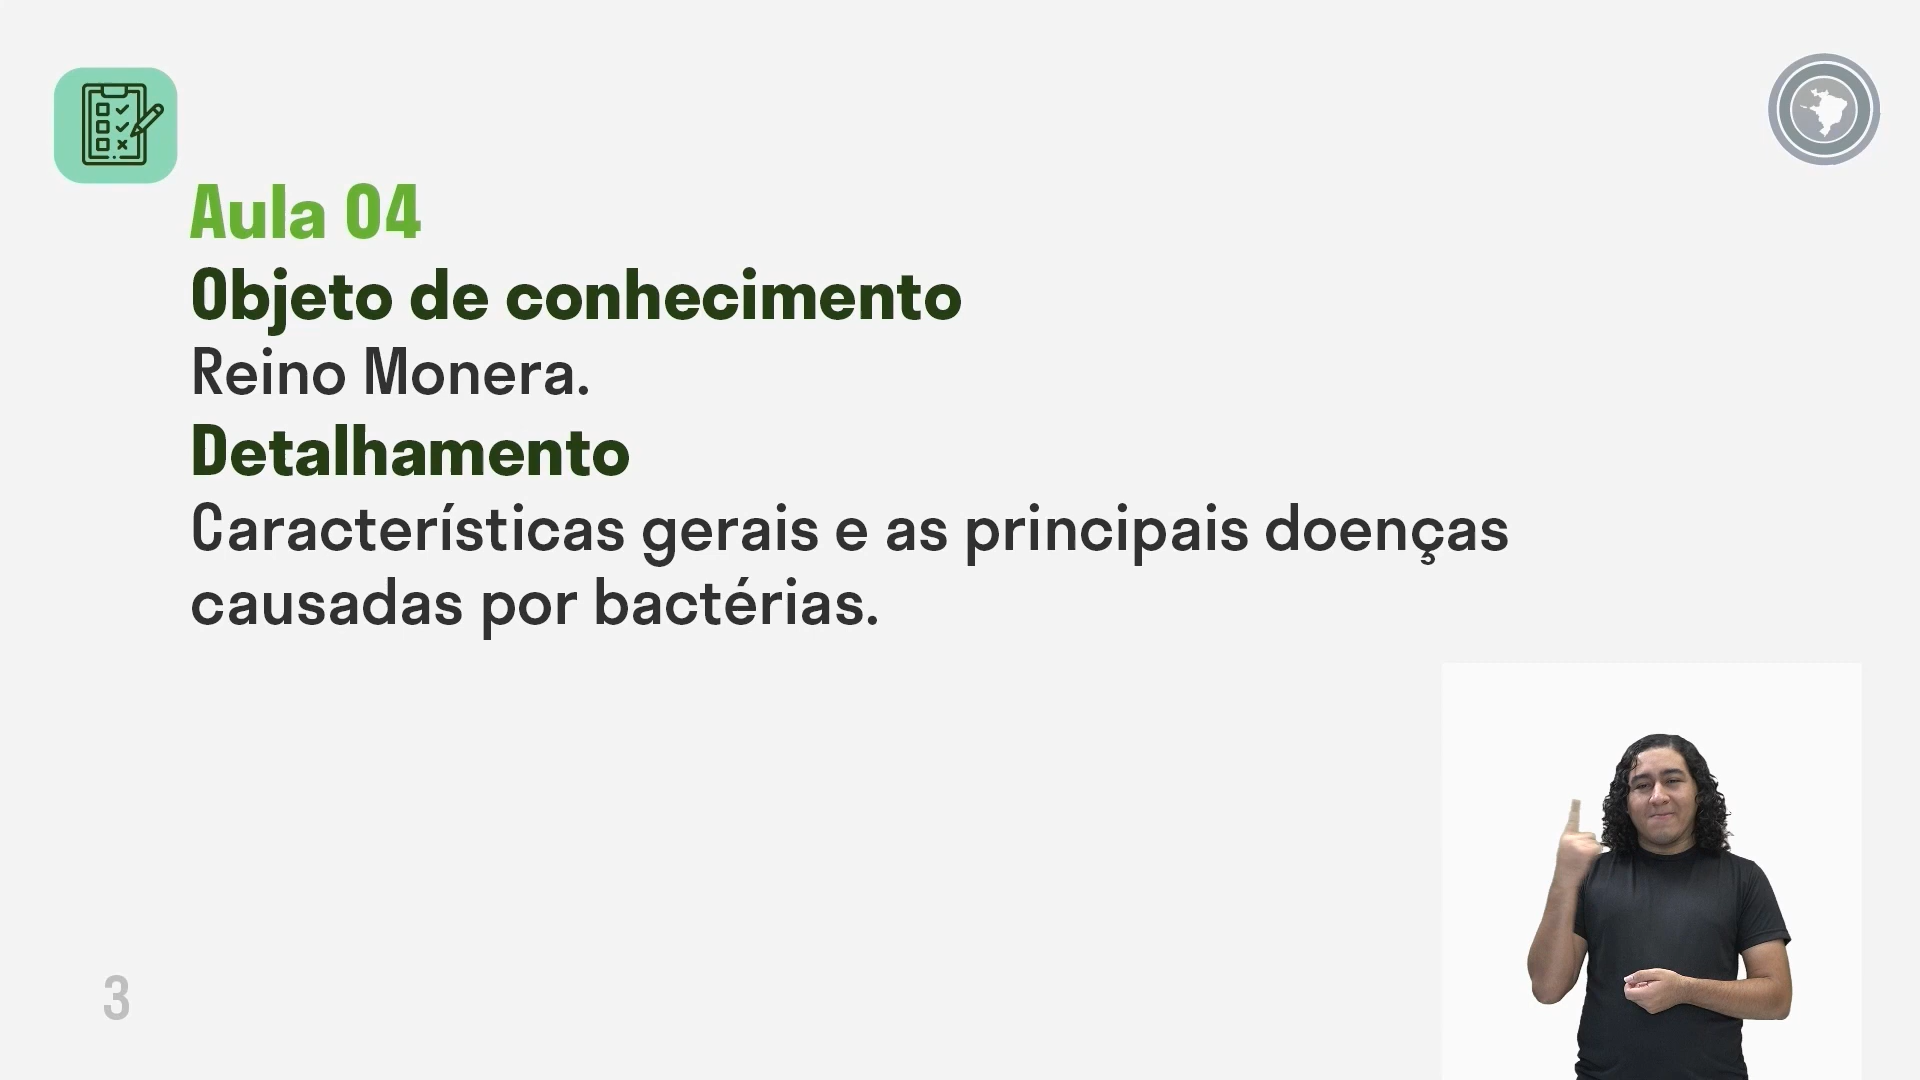 Aula 04
Objeto de conhecimento
Reino Monera.
Detalhamento
Características gerais e as principais doenças
causadas por bactérias.
3